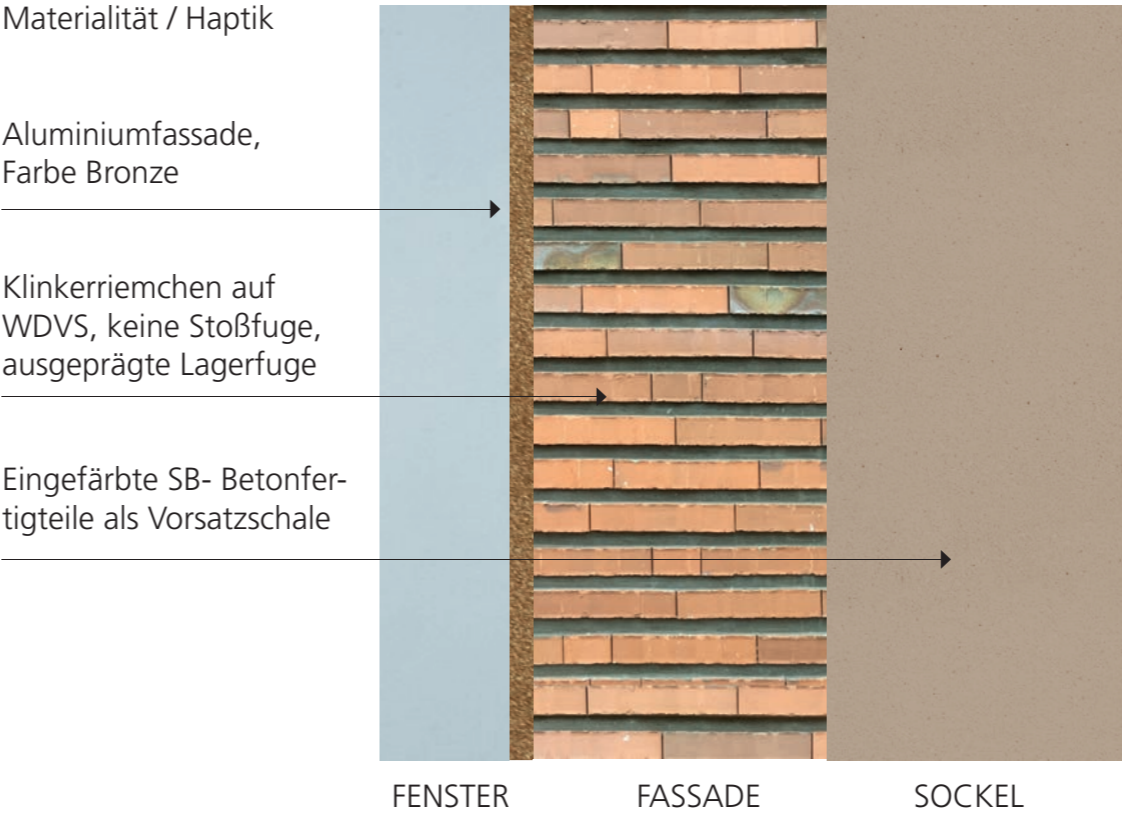 Materialität / Haptik
Aluminiumfassade,
Farbe Bronze
Klinkerriemchen auf
WDVS, keine Stoßfuge,
ausgeprägte Lagerfuge
Eingefärbte SB- Betonfer-
tigteile als Vorsatzschale
FENSTER FASSADE SOCKEL